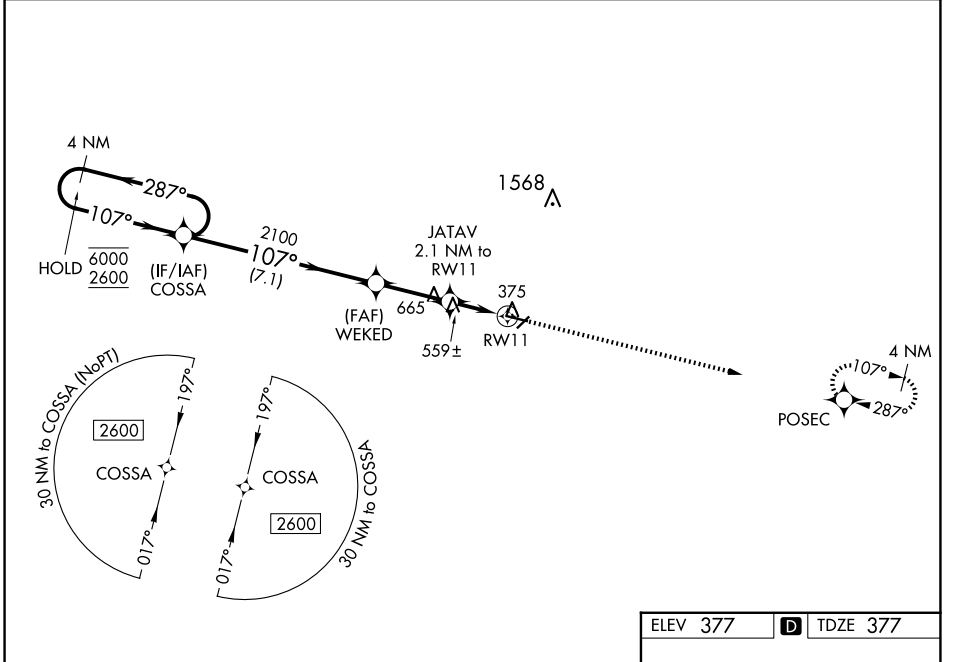 4 NM
287°
107°
HOLD
6000
2600
(IF/IAF)
COSSA
2100
107°
(7.1)
1568
JATAV
2.1 NM to
RW11
665
375
(FAF)
WEKED
559±
RW11
4 NM
107°
287°
POSEC
30 NM to COSSA (NoPT)
197°
2600
COSSA
017°
197°
COSSA
2600
017°
30 NM to COSSA
ELEV 377 D TDZE 377